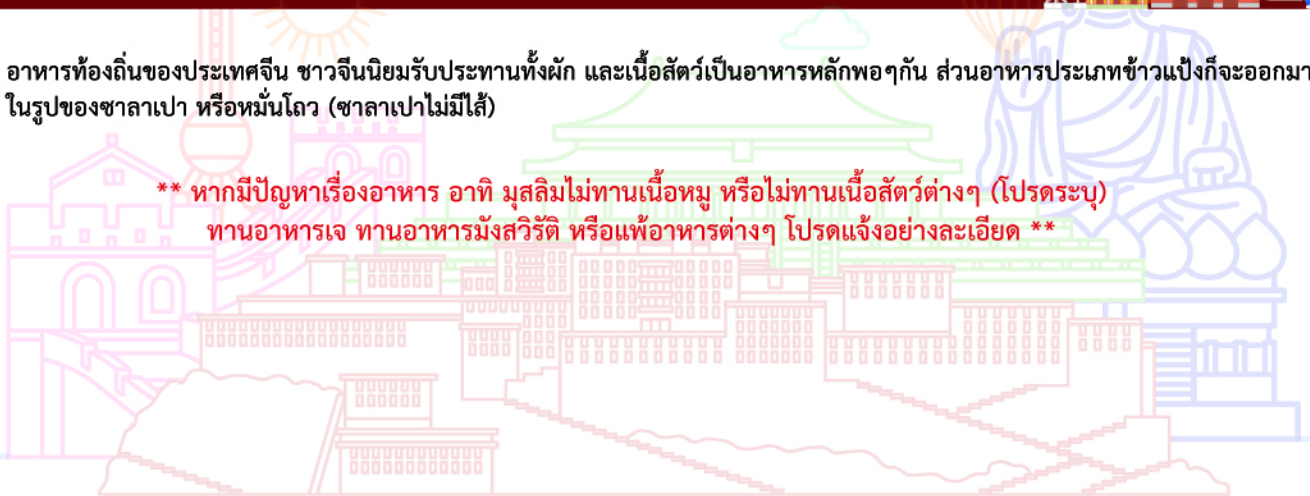 อาหารท้องถิ่นของประเทศจีน ชาวจีนนิยมรับประทานทั้งผัก และเนื้อสัตว์เป็นอาหารหลักพอๆกัน ส่วนอาหารประเภทข้าวแป้งก็จะออกมา
ในรูปของซาลาเปา หรือหมั่นโถว (ซาลาเปาไม่มีไส้)
** หากมีปัญหาเรื่องอาหาร อาทิ มุสลิมไม่ทานเนื้อหมู หรือไม่ทานเนื้อสัตว์ต่างๆ (โปรดระบุ)
ทานอาหารเจ ทานอาหารมังสวิรัติ หรือแพ้อาหารต่างๆ โปรดแจ้งอย่างละเอียด **